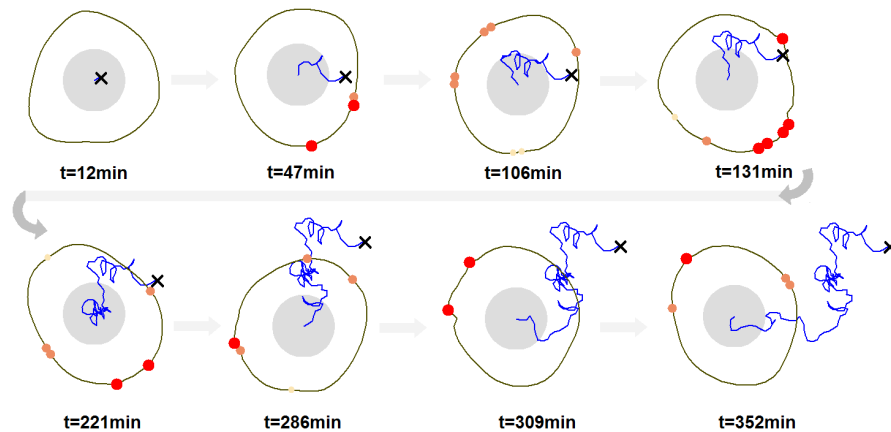 t=12min
t=47min
t=106min
t=131min
t=221min
t=286min
t=309min
t=352min